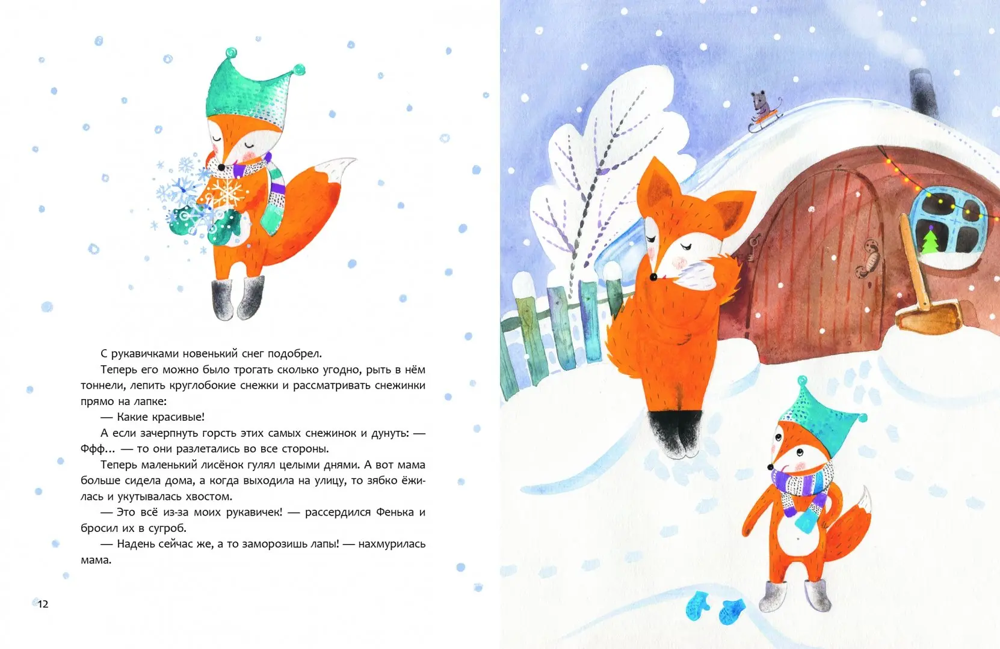 С рукавичками новенький снег подобрел.
Теперь его можно было трогать сколько угодно, рыть в нём
тоннели, лепить круглобокие снежки и рассматривать снежинки
прямо на лапке:
— Какие красивые!
А если зачерпнуть горсть этих самых снежинок и дунуть: —
Ффф... — то они разлетались во все стороны.
Теперь маленький лисёнок гулял целыми днями. А вот мама
больше сидела дома, а когда выходила на улицу, то зябко ёжи-
лась и укутывалась хвостом.
— Это всё из-за моих рукавичек! — рассердился Фенька и
бросил их в сугроб.
— Надень сейчас же, а то заморозишь лапы! — нахмурилась
мама.
12